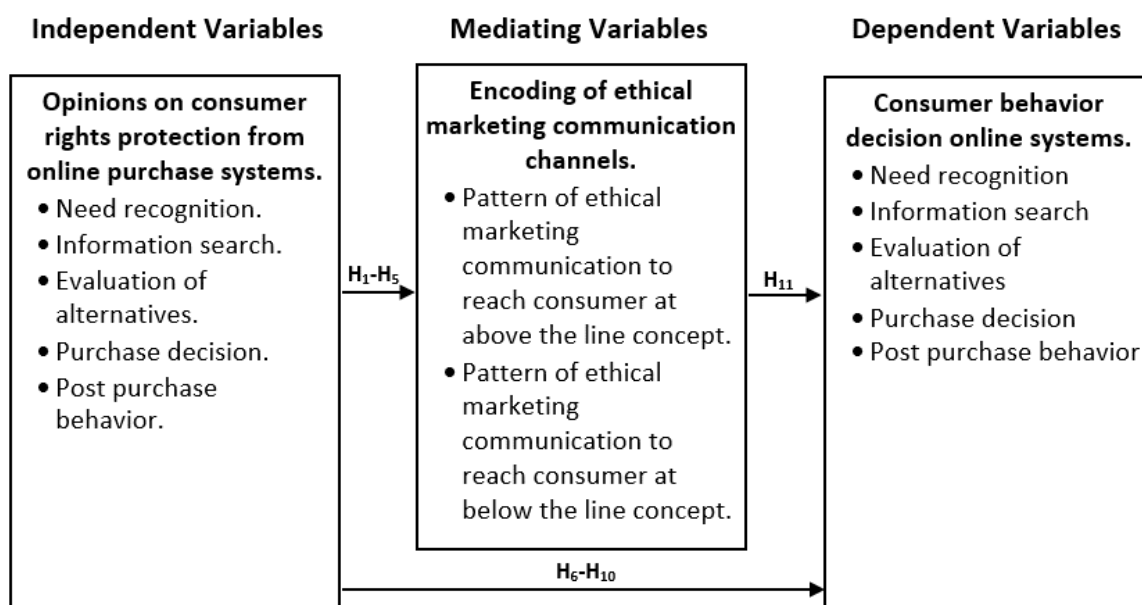 Independent Variables
Opinions on consumer
rights protection from
online purchase systems.
• Need recognition.
• Information search.
• Evaluation of
alternatives.
• Purchase decision.
• Post purchase
behavior.
H₁-H₅
Mediating Variables
Encoding of ethical
marketing communication
channels.
• Pattern of ethical
marketing
communication to
reach consumer at
above the line concept.
• Pattern of ethical
marketing
communication to
reach consumer at
below the line concept.
H₁₁
Dependent Variables
Consumer behavior
decision online systems.
• Need recognition
• Information search
• Evaluation of
alternatives
• Purchase decision
• Post purchase behavior
H₆-H₁₀